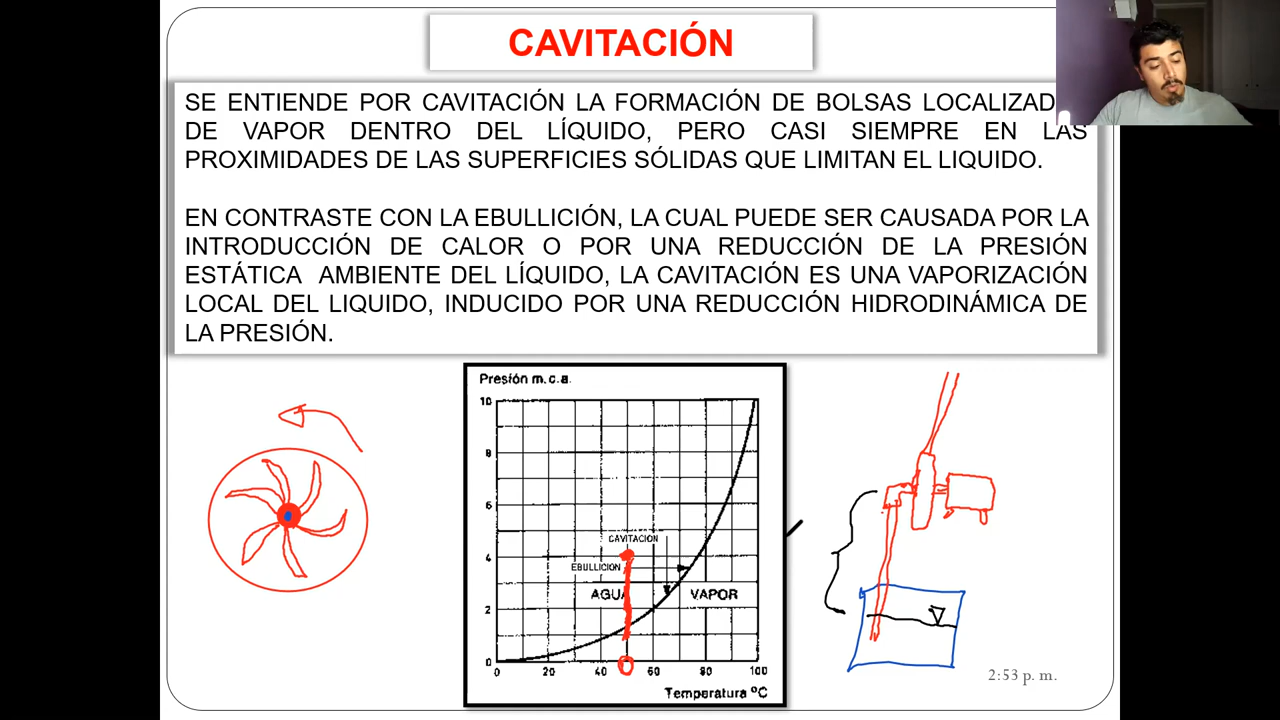 CAVITACIÓN
SE ENTIENDE POR CAVITACIÓN LA FORMACIÓN DE BOLSAS LOCALIZAD
DE VAPOR DENTRO DEL LÍQUIDO, PERO CASI SIEMPRE EN LAS
PROXIMIDADES DE LAS SUPERFICIES SÓLIDAS QUE LIMITAN EL LIQUIDO.
EN CONTRASTE CON LA EBULLICIÓN, LA CUAL PUEDE SER CAUSADA POR LA
INTRODUCCIÓN DE CALOR O POR UNA REDUCCIÓN DE LA PRESIÓN
ESTÁTICA AMBIENTE DEL LÍQUIDO, LA CAVITACIÓN ES UNA VAPORIZACIÓN
LOCAL DEL LIQUIDO, INDUCIDO POR UNA REDUCCIÓN HIDRODINÁMICA DE
LA PRESIÓN.
Presión m.c.a.
10
8
6
CAVITACION
4
EBULLICION
AGUA VAPOR
2
0
0 20 40 60 80 100
Temperatura ºC
2:53 p. m.